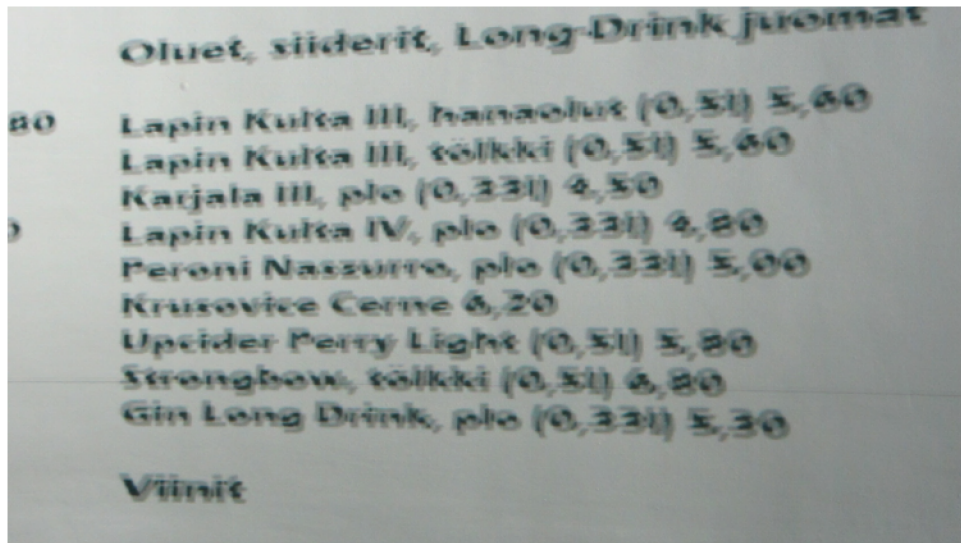 Oluet, siiderit, Long-Drink juomat
80
Lapin Kulta III, hanaolut (0,5l) 5,60
Lapin Kulta III, tölkki (0,5l) 5,60
Karjala III, plo (0,33l) 4,50
0
Lapin Kulta IV, plo (0,33l) 4,80
Peroni Naszurro, plo (0,33l) 5,00
Krusovice Cerne 6,20
Upcider Perry Light (0,5l) 5,80
Strongbow, tölkki (0,5l) 6,80
Gin Long Drink, plo (0,33l) 5,30
Viinit